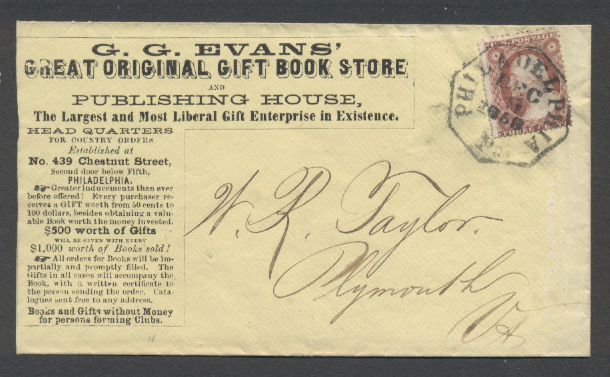 G. G. EVANS'
GREAT ORIGINAL GIFT BOOK STORE
AND
PUBLISHING HOUSE,
The Largest and Most Liberal Gift Enterprise in Existence.
HEAD QUARTERS
FOR COUNTRY ORDERS
Established at
No. 439 Chestnut Street,
Second door below Fifth,
PHILADELPHIA.
☛ Greater inducements than ever
before offered! Every purchaser re-
ceives a GIFT worth from 50 cents to
100 dollars, besides obtaining a valu-
able Book worth the money invested.
$500 worth of Gifts
WILL BE GIVEN WITH EVERY
$1,000 worth of Books sold!
☛ All orders for Books will be im-
partially and promptly filled. The
Gifts in all cases will accompany the
Book, with a written certificate to
the person sending the order. Cata-
logues sent free to any address.
Books and Gifts without Money
for persons forming Clubs.
U.S. POSTAGE
THREE CENTS
PHILADELPHIA
DEC
W. R. Taylor.
Plymouth
Vt